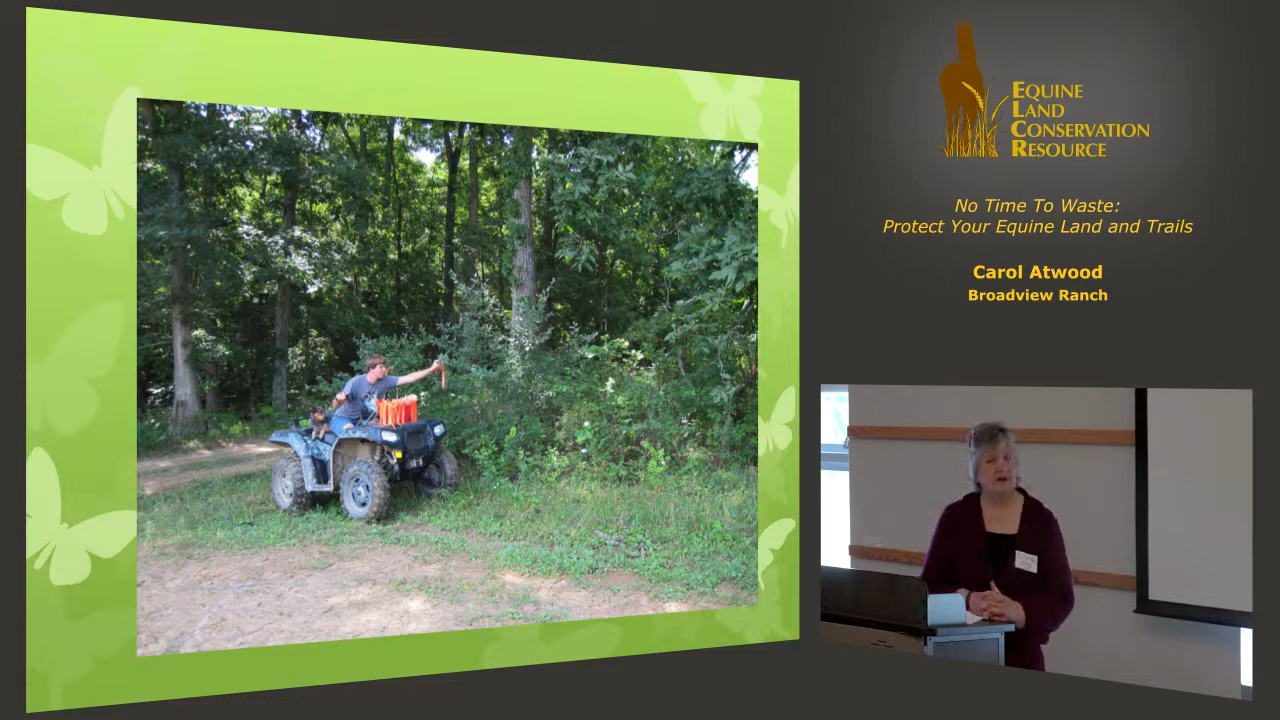 EQUINE
LAND
CONSERVATION
RESOURCE
No Time To Waste:
Protect Your Equine Land and Trails
Carol Atwood
Broadview Ranch